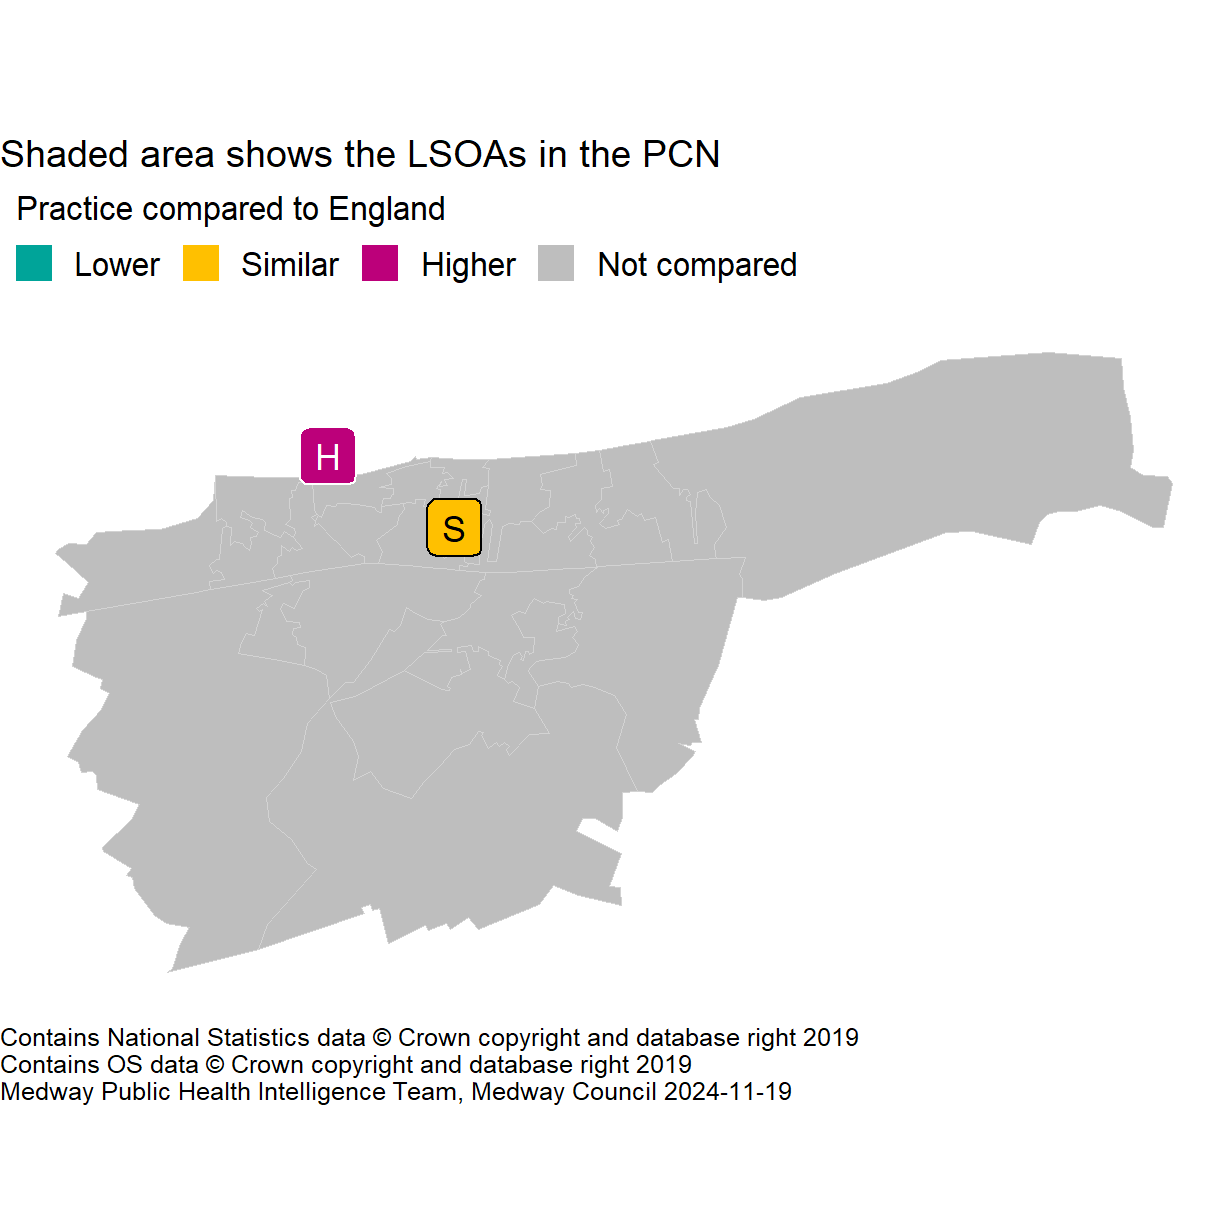 Shaded area shows the LSOAs in the PCN
Practice compared to England
Lower Similar Higher Not compared
H
S
Contains National Statistics data © Crown copyright and database right 2019
Contains OS data © Crown copyright and database right 2019
Medway Public Health Intelligence Team, Medway Council 2024-11-19